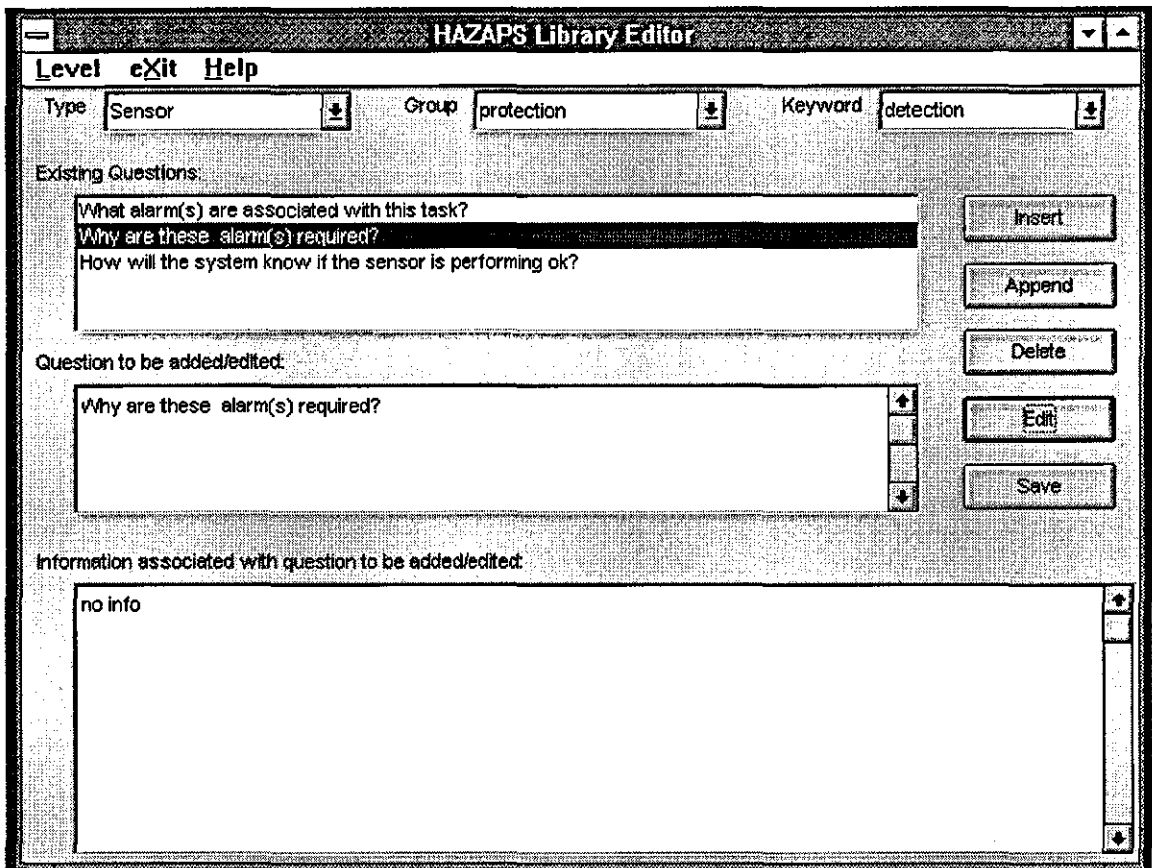 HAZAPS Library Editor
Level eXit Help
Type Sensor Group protection Keyword detection
Existing Questions:
What alarm(s) are associated with this task?
Why are these alarm(s) required?
How will the system know if the sensor is performing ok?
Insert
Append
Delete
Question to be added/edited:
Why are these alarm(s) required?
Edit
Save
Information associated with question to be added/edited:
no info